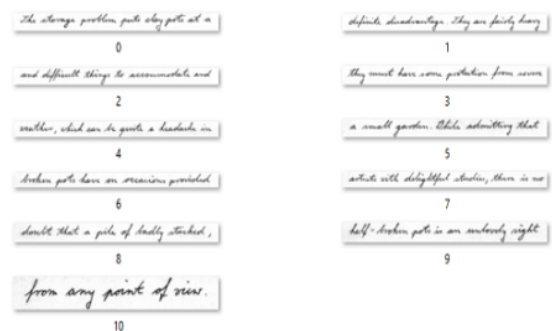 The storage problem puts clay pots at a
0
definite disadvantage. They are fairly heavy
1
and difficult things to accommodate and
2
they must have some protection from severe
3
weather, which can be quite a headache in
4
a small garden. While admitting that
5
broken pots have on occasions provided
6
artists with delightful studies, there is no
7
doubt that a pile of badly stacked,
8
half-broken pots is an unlovely sight
9
from any point of view.
10